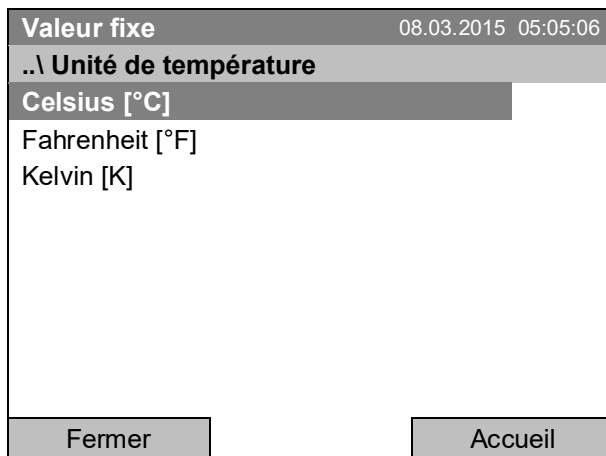 Valeur fixe 08.03.2015 05:05:06
..\ Unité de température
Celsius [°C]
Fahrenheit [°F]
Kelvin [K]
Fermer Accueil